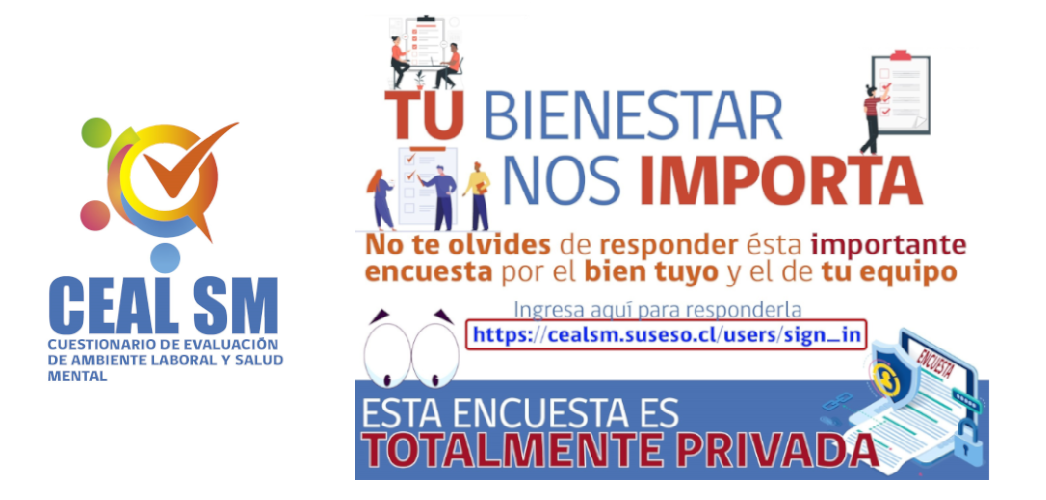 CEAL SM
CUESTIONARIO DE EVALUACIÓN
DE AMBIENTE LABORAL Y SALUD
MENTAL
TU BIENESTAR
NOS IMPORTA
No te olvides de responder ésta importante
encuesta por el bien tuyo y el de tu equipo
Ingresa aquí para responderla
https://cealsm.suseso.cl/users/sign_in
ENCUESTA
ESTA ENCUESTA ES
TOTALMENTE PRIVADA